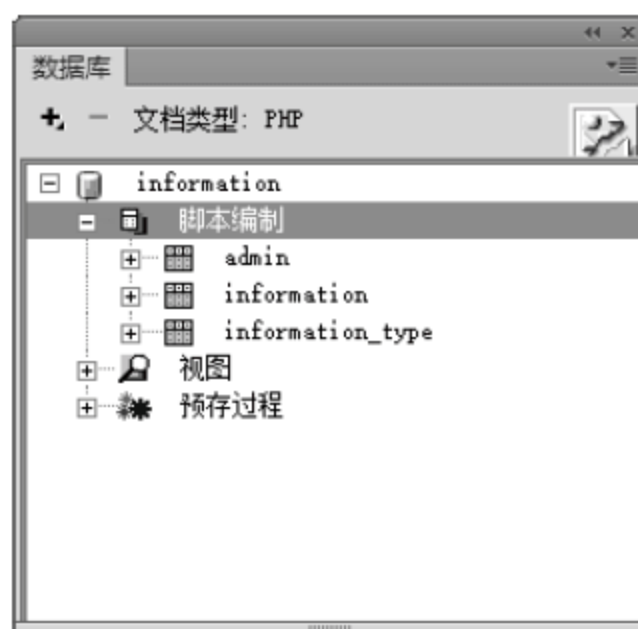 数据库
文档类型: PHP
information
脚本编制
admin
information
information_type
视图
预存过程